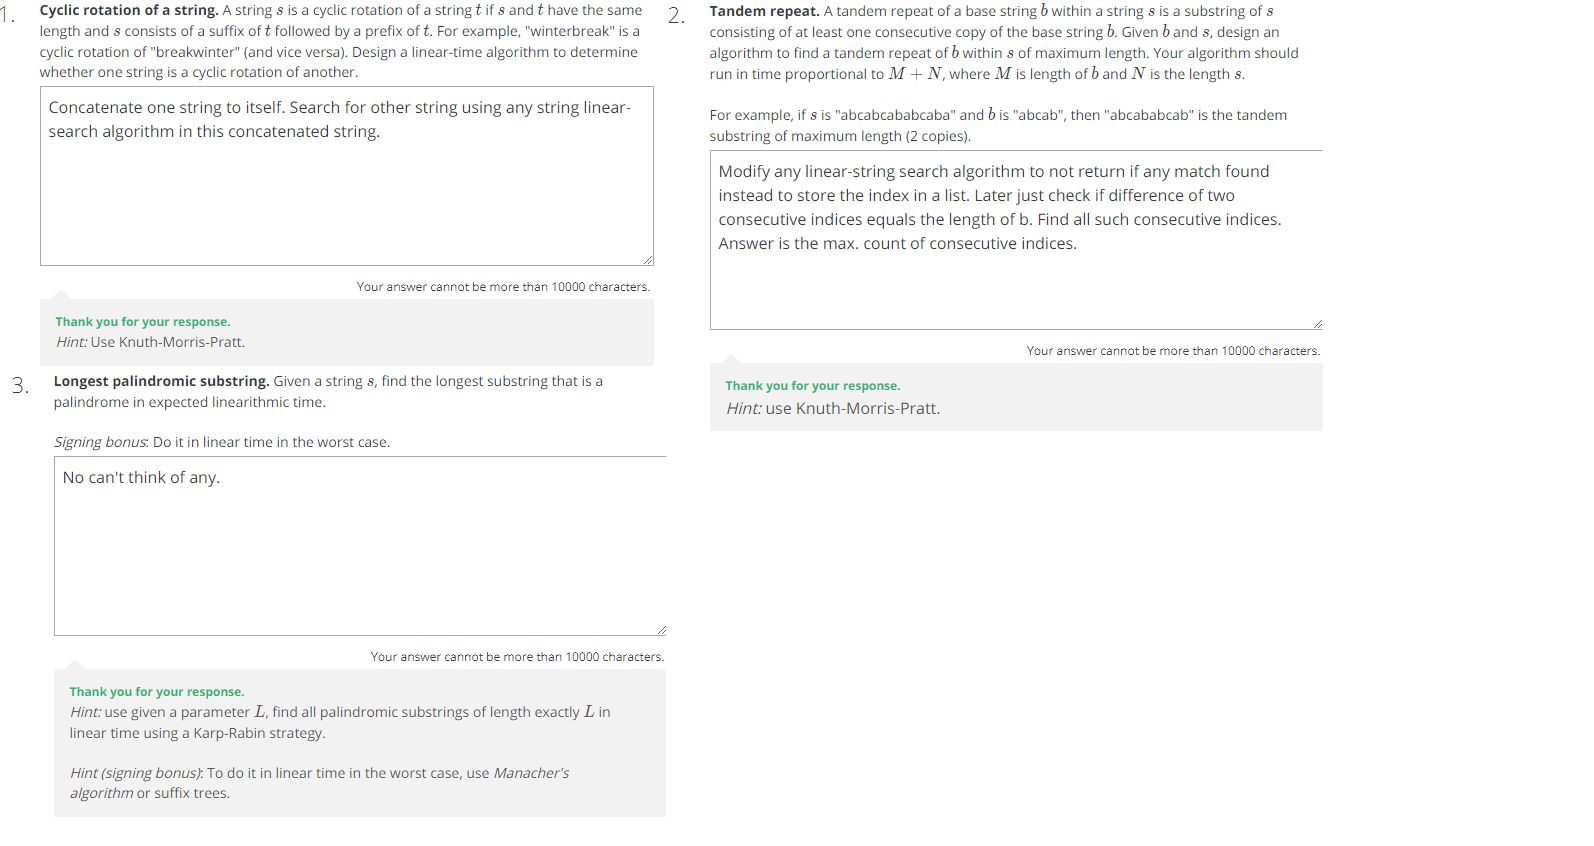 1.
Cyclic rotation of a string. A string s is a cyclic rotation of a string t if s and t have the same
length and s consists of a suffix of t followed by a prefix of t. For example, "winterbreak" is a
cyclic rotation of "breakwinter" (and vice versa). Design a linear-time algorithm to determine
whether one string is a cyclic rotation of another.
Concatenate one string to itself. Search for other string using any string linear-
search algorithm in this concatenated string.
Your answer cannot be more than 10000 characters.
Thank you for your response.
Hint: Use Knuth-Morris-Pratt.
2.
Tandem repeat. A tandem repeat of a base string b within a string s is a substring of s
consisting of at least one consecutive copy of the base string b. Given b and s, design an
algorithm to find a tandem repeat of b within s of maximum length. Your algorithm should
run in time proportional to M + N, where M is length of b and N is the length s.
For example, if s is "abcabcababcaba" and b is "abcab", then "abcababcab" is the tandem
substring of maximum length (2 copies).
Modify any linear-string search algorithm to not return if any match found
instead to store the index in a list. Later just check if difference of two
consecutive indices equals the length of b. Find all such consecutive indices.
Answer is the max. count of consecutive indices.
Your answer cannot be more than 10000 characters.
Thank you for your response.
Hint: use Knuth-Morris-Pratt.
3.
Longest palindromic substring. Given a string s, find the longest substring that is a
palindrome in expected linearithmic time.
Signing bonus: Do it in linear time in the worst case.
No can't think of any.
Your answer cannot be more than 10000 characters.
Thank you for your response.
Hint: use given a parameter L, find all palindromic substrings of length exactly L in
linear time using a Karp-Rabin strategy.
Hint (signing bonus): To do it in linear time in the worst case, use Manacher's
algorithm or suffix trees.